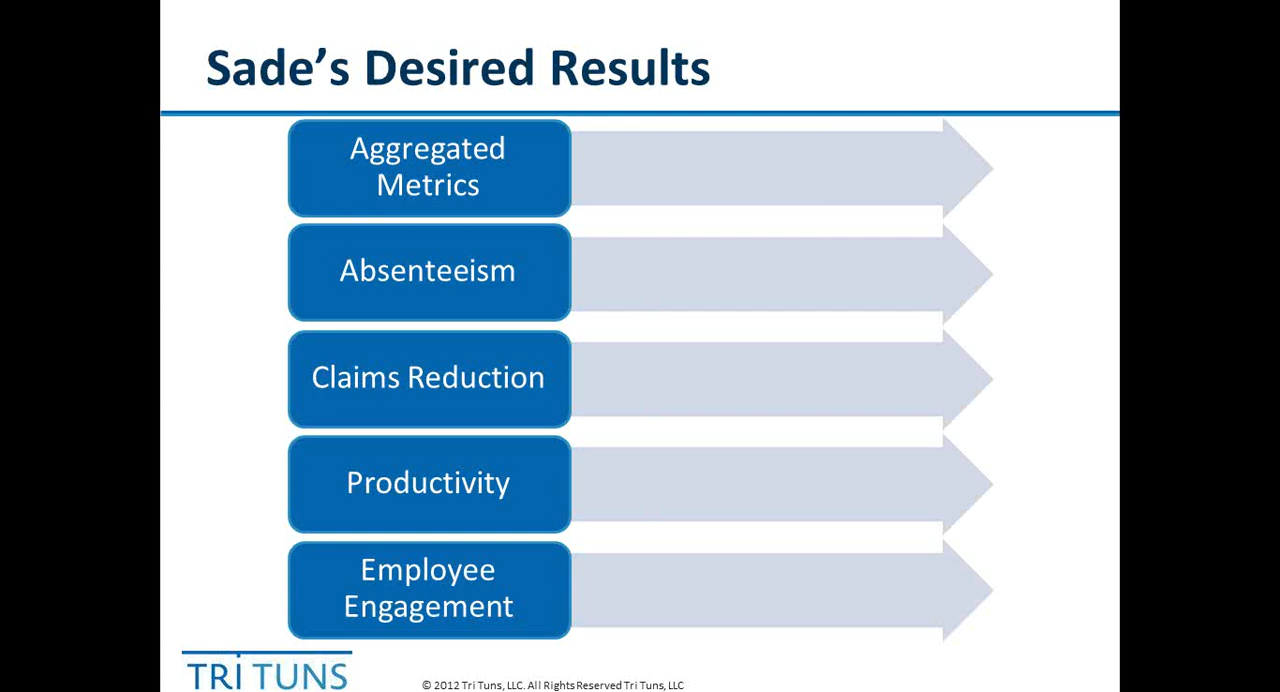 Sade’s Desired Results
Aggregated
Metrics
Absenteeism
Claims Reduction
Productivity
Employee
Engagement
TRi TUNS
© 2012 Tri Tuns, LLC. All Rights Reserved Tri Tuns, LLC